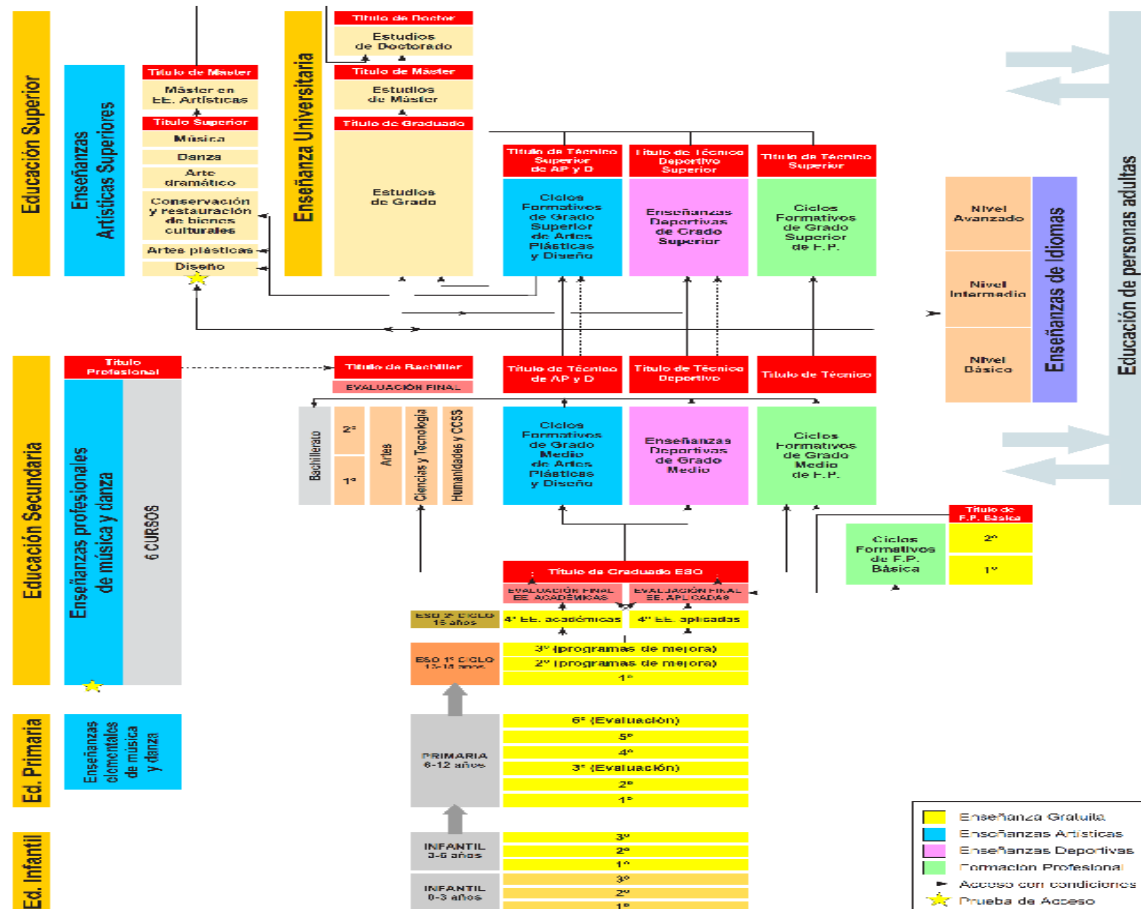 Educación Superior
Enseñanzas
Artísticas Superiores
Título de Master
Máster en
EE. Artísticas
Título Superior
Música
Danza
Arte
dramático
Conservación
y restauración
de bienes
culturales
Artes plásticas
Diseño
Enseñanza Universitaria
Título de Doctor
Estudios
de Doctorado
Título de Máster
Estudios
de Máster
Título de Graduado
Estudios
de Grado
Título de Técnico
Superior
de AP y D
Ciclos
Formativos
de Grado
Superior
de Artes
Plásticas
y Diseño
Título de Técnico
Deportivo
Superior
Enseñanzas
Deportivas
de Grado
Superior
Título de Técnico
Superior
Ciclos
Formativos
de Grado
Superior
de F.P.
Nivel
Avanzado
Nivel
Intermedio
Nivel
Básico
Enseñanzas de Idiomas
Educación de personas adultas
Educación Secundaria
Título
Profesional
Enseñanzas profesionales
de música y danza
6 CURSOS
Título de Bachiller
EVALUACIÓN FINAL
Bachillerato
2º
1º
Artes
Ciencias y Tecnología
Humanidades y CCSS
Título de Técnico
de AP y D
Ciclos
Formativos
de Grado
Medio
de Artes
Plásticas
y Diseño
Título de Técnico
Deportivo
Enseñanzas
Deportivas
de Grado
Medio
Título de Técnico
Ciclos
Formativos
de Grado
Medio
de F.P.
Título de
F.P. Básica
Ciclos
Formativos
de F.P.
Básica
2º
1º
Título de Graduado ESO
EVALUACIÓN FINAL
EE. ACADÉMICAS
EVALUACIÓN FINAL
EE. APLICADAS
ESO 2º CICLO
4º EE. académicas
4º EE. aplicadas
ESO 1º CICLO
3º (programas de mejora)
2º (programas de mejora)
1º
Ed. Primaria
Enseñanzas
elementales
de música
y danza
PRIMARIA
6-12 años
6º (Evaluación)
5º
4º
3º (Evaluación)
2º
1º
Ed. Infantil
INFANTIL
3-6 años
3º
2º
1º
INFANTIL
0-3 años
3º
2º
1º
Enseñanza Gratuita
Enseñanzas Artísticas
Enseñanzas Deportivas
Formación Profesional
Acceso con condiciones
Prueba de Acceso